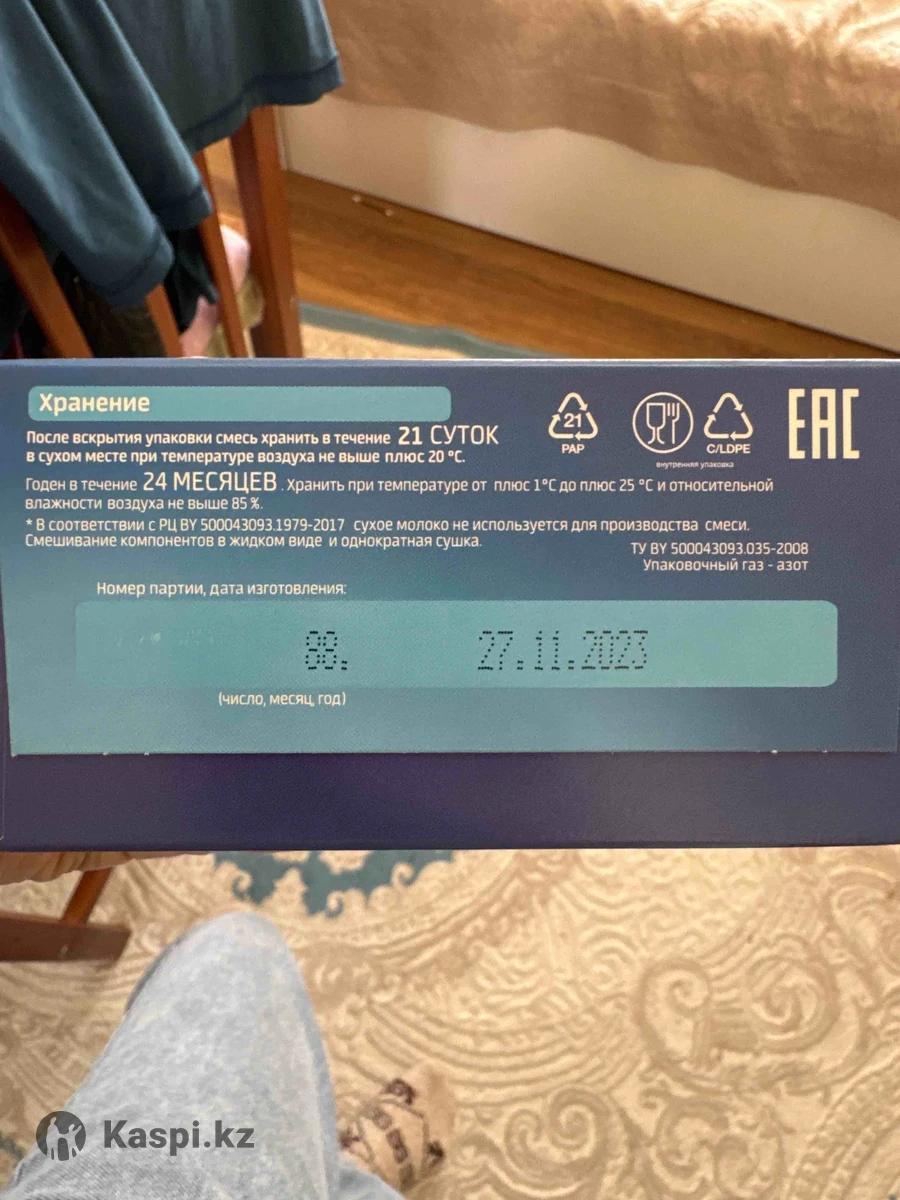 Хранение
После вскрытия упаковки смесь хранить в течение 21 СУТОК
в сухом месте при температуре воздуха не выше плюс 20 °С.
Годен в течение 24 МЕСЯЦЕВ . Хранить при температуре от плюс 1°С до плюс 25 °С и относительной
влажности воздуха не выше 85 %.
* В соответствии с РЦ BY 500043093.1979-2017 сухое молоко не используется для производства смеси.
Смешивание компонентов в жидком виде и однократная сушка.
ТУ BY 500043093.035-2008
Упаковочный газ - азот
21
PAP
C/LDPE
внутренняя упаковка
EAC
Номер партии, дата изготовления:
88. 27.11.2023
(число, месяц, год)
Kaspi.kz